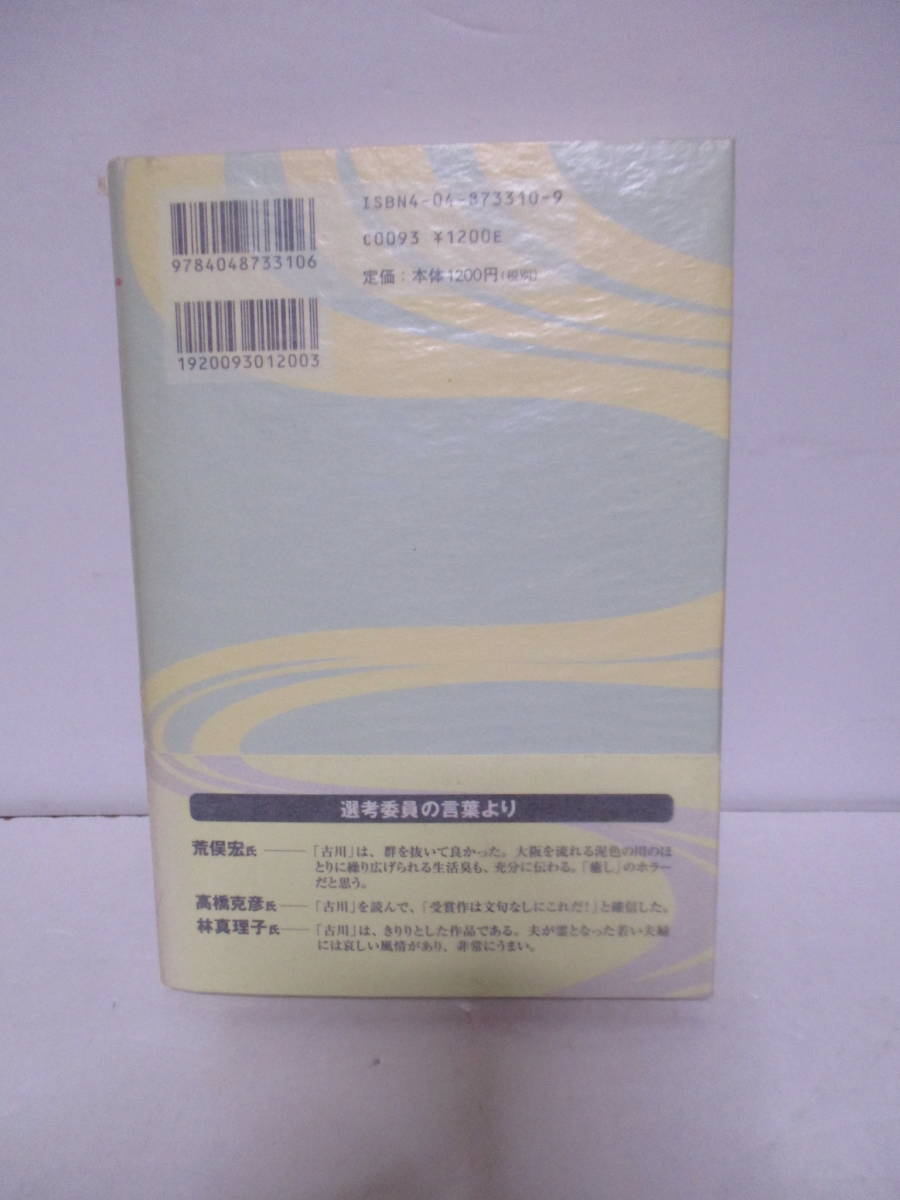 ISBN4-04-873310-9
C0093 ¥1200E
定価：本体1200円(税別)
9784048733106
1920093012003
選考委員の言葉より
荒俣宏氏───「古川」は、群を抜いて良かった。大阪を流れる泥色の川のほ
とりに繰り広げられる生活臭も、充分に伝わる。「癒し」のホラー
だと思う。
高橋克彦氏──「古川」を読んで、「受賞作は文句なしにこれだ！」と確信した。
林真理子氏──「古川」は、きりりとした作品である。夫が霊となった若い夫婦
には哀しい風情があり、非常にうまい。